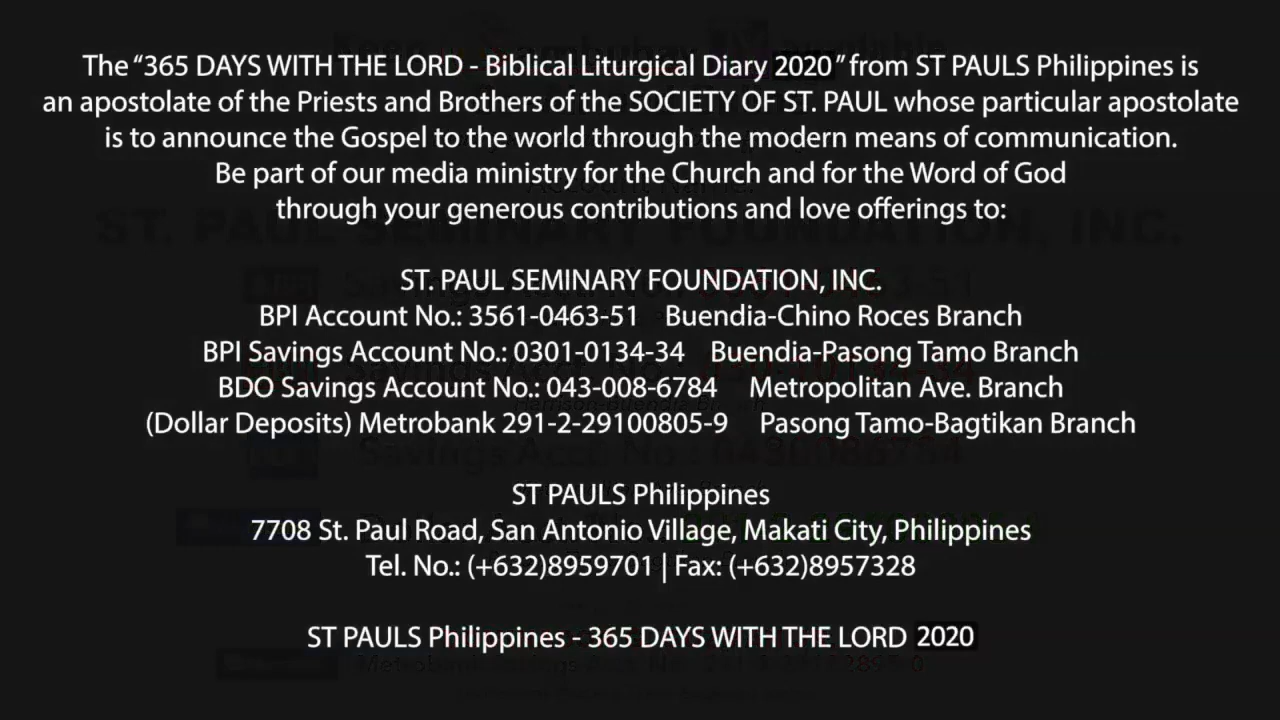 The “365 DAYS WITH THE LORD - Biblical Liturgical Diary 2020” from ST PAULS Philippines is
an apostolate of the Priests and Brothers of the SOCIETY OF ST. PAUL whose particular apostolate
is to announce the Gospel to the world through the modern means of communication.
Be part of our media ministry for the Church and for the Word of God
through your generous contributions and love offerings to:
ST. PAUL SEMINARY FOUNDATION, INC.
BPI Account No.: 3561-0463-51 Buendia-Chino Roces Branch
BPI Savings Account No.: 0301-0134-34 Buendia-Pasong Tamo Branch
BDO Savings Account No.: 043-008-6784 Metropolitan Ave. Branch
(Dollar Deposits) Metrobank 291-2-29100805-9 Pasong Tamo-Bagtikan Branch
ST PAULS Philippines
7708 St. Paul Road, San Antonio Village, Makati City, Philippines
Tel. No.: (+632)8959701 | Fax: (+632)8957328
ST PAULS Philippines - 365 DAYS WITH THE LORD 2020